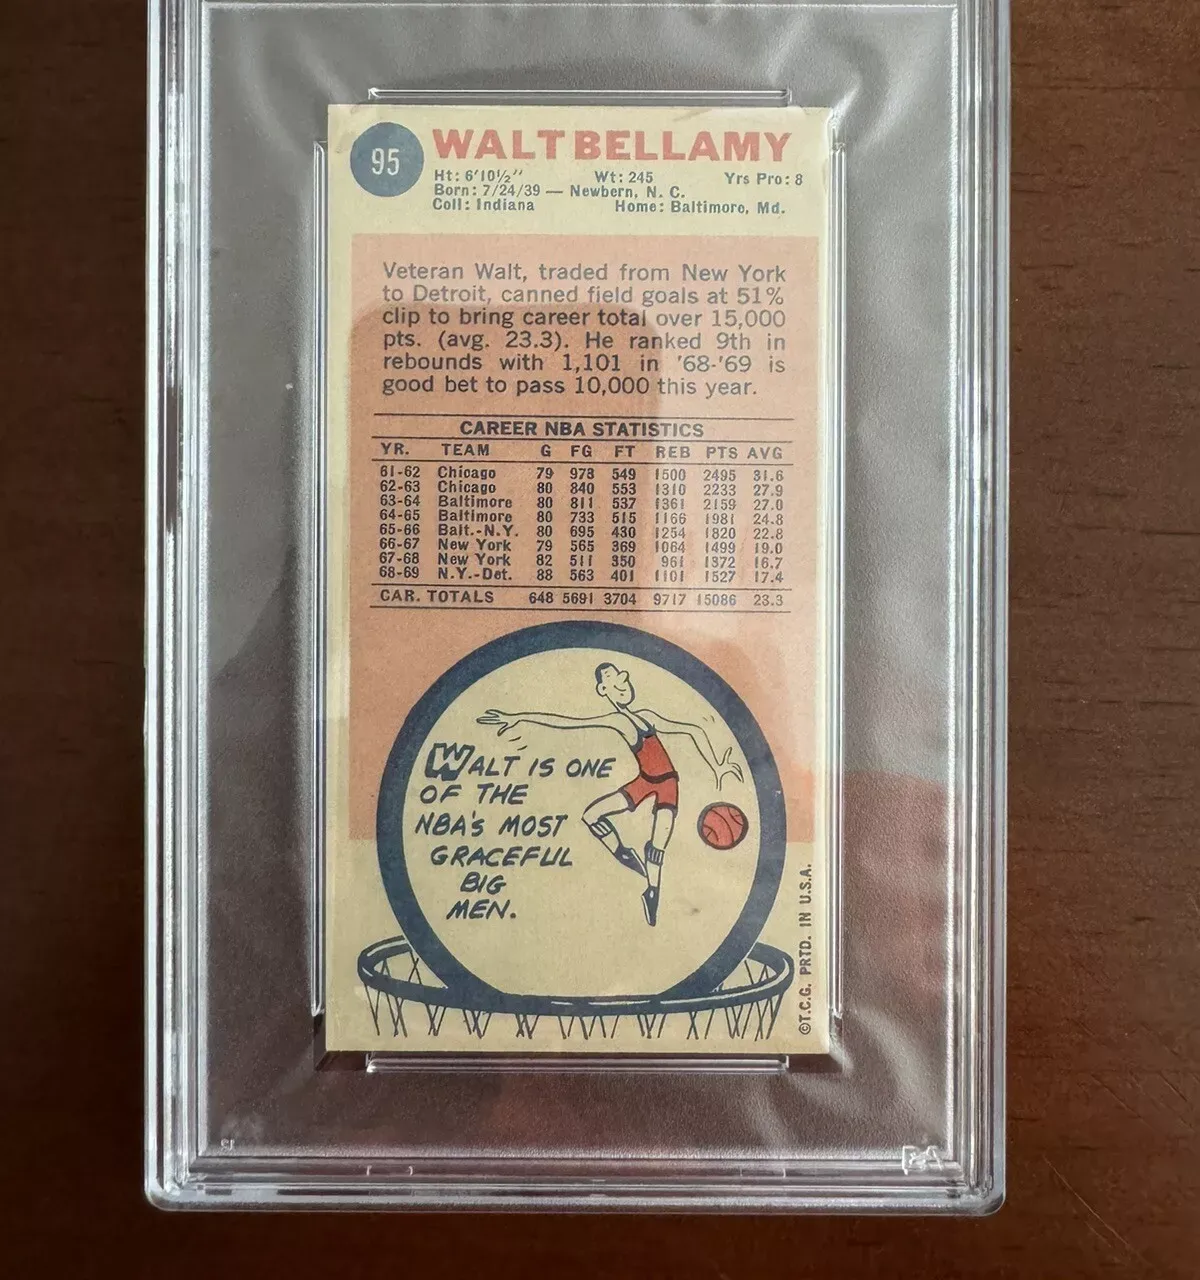 95
WALT BELLAMY
Ht: 6'10½" Wt: 245 Yrs Pro: 8
Born: 7/24/39 — Newbern, N. C.
Coll: Indiana Home: Baltimore, Md.
Veteran Walt, traded from New York
to Detroit, canned field goals at 51%
clip to bring career total over 15,000
pts. (avg. 23.3). He ranked 9th in
rebounds with 1,101 in '68-'69 is
good bet to pass 10,000 this year.
CAREER NBA STATISTICS
YR. TEAM G FG FT REB PTS AVG
61-62 Chicago 79 973 549 1500 2495 31.6
62-63 Chicago 80 840 553 1310 2233 27.9
63-64 Baltimore 80 811 537 1361 2159 27.0
64-65 Baltimore 80 733 515 1166 1981 24.8
65-66 Balt.-N.Y. 80 695 430 1254 1820 22.8
66-67 New York 79 565 369 1064 1499 19.0
67-68 New York 82 511 350 961 1372 16.7
68-69 N.Y.-Det. 88 563 401 1101 1527 17.4
CAR. TOTALS 648 5691 3704 9717 15086 23.3
WALT IS ONE
OF THE
NBA'S MOST
GRACEFUL
BIG
MEN.
©T.C.G. PRTD. IN U.S.A.